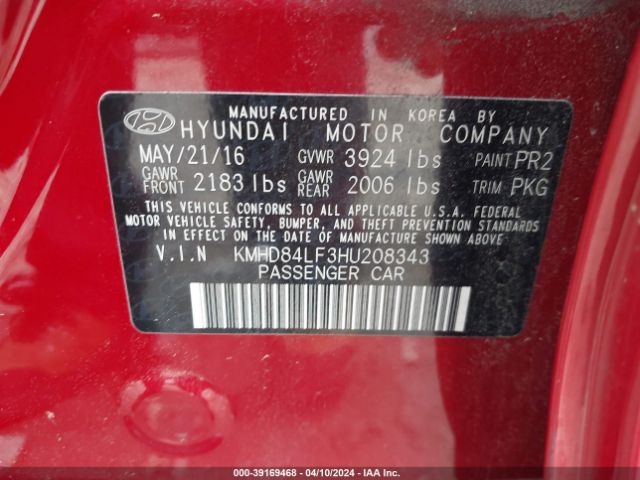 MANUFACTURED IN KOREA BY
HYUNDAI MOTOR COMPANY
MAY/21/16 GVWR 3924 lbs PAINT PR2
GAWR FRONT 2183 lbs GAWR REAR 2006 lbs TRIM PKG
THIS VEHICLE CONFORMS TO ALL APPLICABLE U.S.A. FEDERAL
MOTOR VEHICLE SAFETY, BUMPER, AND THEFT PREVENTION STANDARDS
IN EFFECT ON THE DATE OF MANUFACTURE SHOWN ABOVE.
V.I.N KMHD84LF3HU208343
PASSENGER CAR
000-39169468 - 04/10/2024 - IAA Inc.